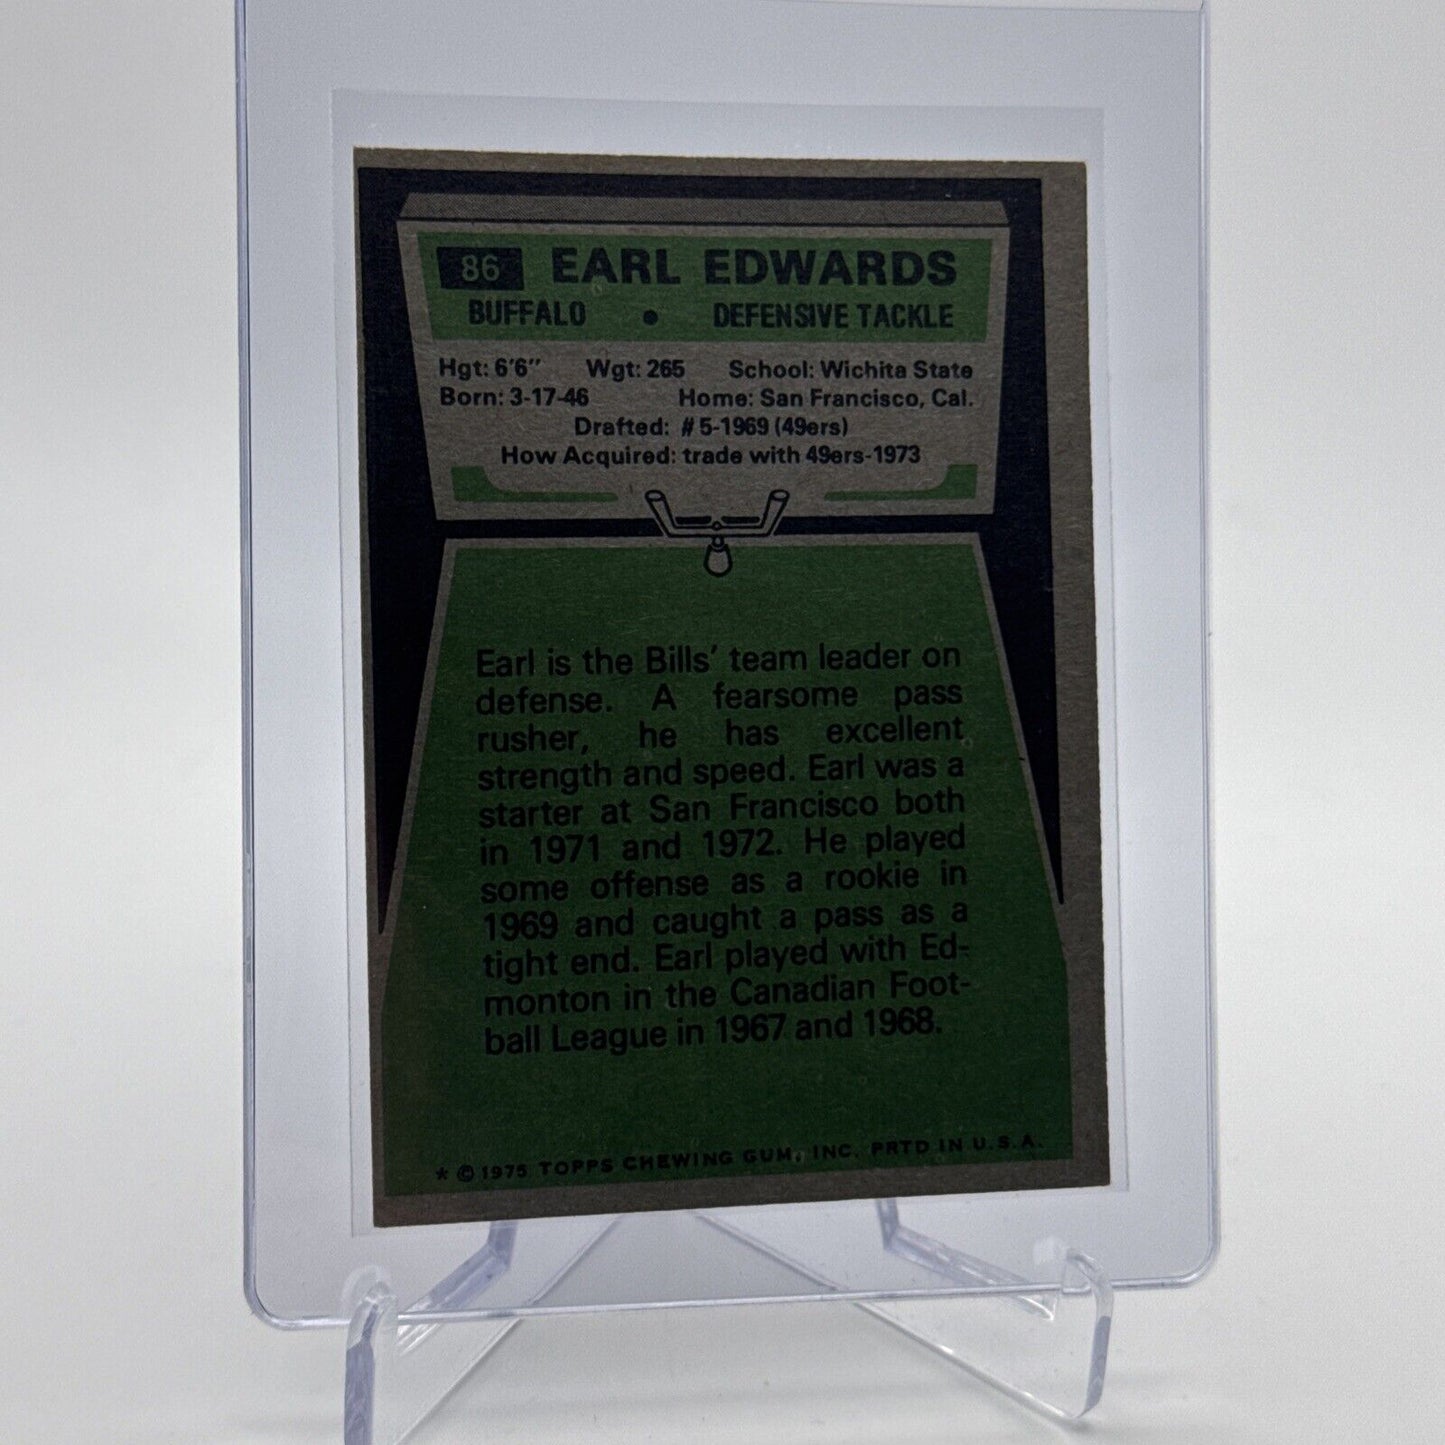 86 EARL EDWARDS
BUFFALO • DEFENSIVE TACKLE
Hgt: 6'6" Wgt: 265 School: Wichita State
Born: 3-17-46 Home: San Francisco, Cal.
Drafted: #5-1969 (49ers)
How Acquired: trade with 49ers-1973
Earl is the Bills' team leader on
defense. A fearsome pass
rusher, he has excellent
strength and speed. Earl was a
starter at San Francisco both
in 1971 and 1972. He played
some offense as a rookie in
1969 and caught a pass as a
tight end. Earl played with Ed-
monton in the Canadian Foot-
ball League in 1967 and 1968.
* © 1975 TOPPS CHEWING GUM, INC. PRTD IN U.S.A.